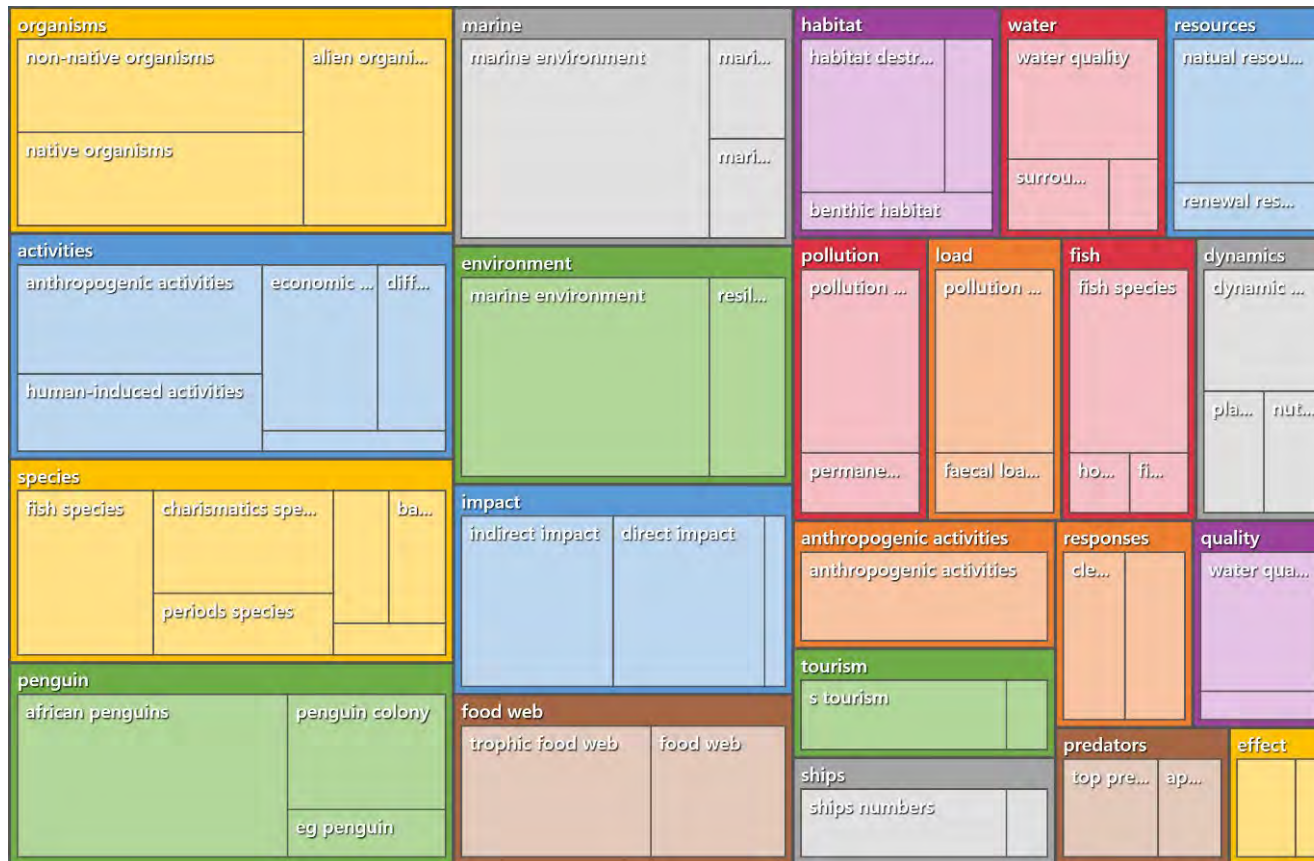 organisms
non-native organisms
alien organi...
native organisms
activities
anthropogenic activities
economic ...
diff...
human-induced activities
species
fish species
charismatics spe...
ba...
periods species
penguin
african penguins
penguin colony
eg penguin
marine
marine environment
mari...
mari...
environment
marine environment
resil...
impact
indirect impact
direct impact
food web
trophic food web
food web
habitat
habitat destr...
benthic habitat
water
water quality
surrou...
resources
natual resou...
renewal res...
pollution
pollution ...
permane...
load
pollution ...
faecal loa...
fish
fish species
ho...
fi...
dynamics
dynamic ...
pla...
nut...
anthropogenic activities
anthropogenic activities
responses
cle...
quality
water qua...
tourism
s tourism
ships
ships numbers
predators
top pre...
ap...
effect